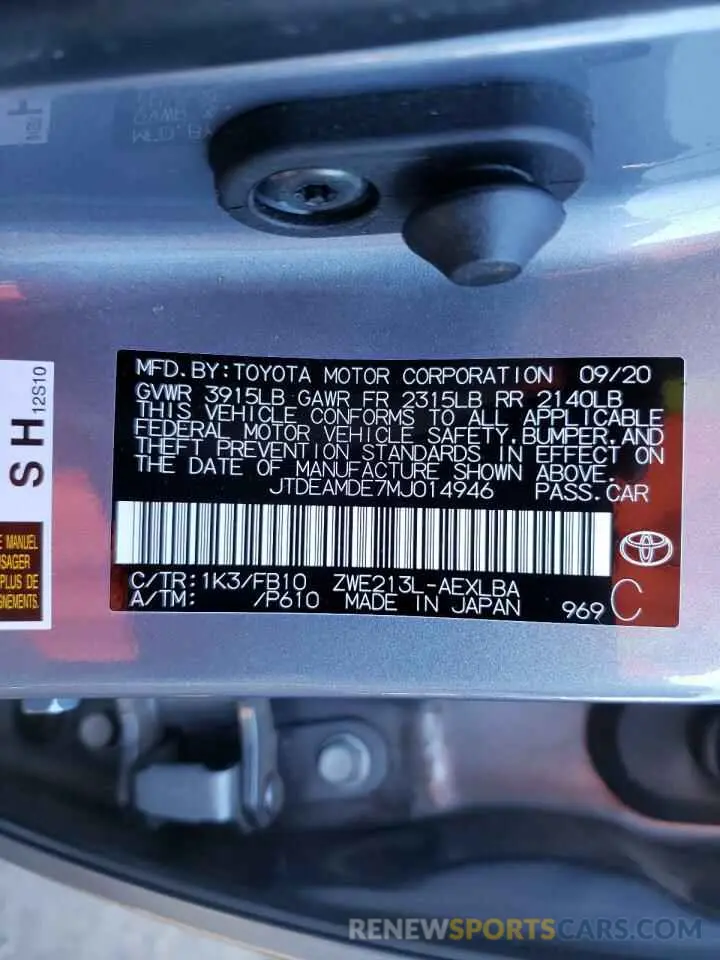 MFD.BY:TOYOTA MOTOR CORPORATION 09/20
GVWR 3915LB GAWR FR 2315LB RR 2140LB
THIS VEHICLE CONFORMS TO ALL APPLICABLE
FEDERAL MOTOR VEHICLE SAFETY,BUMPER,AND
THEFT PREVENTION STANDARDS IN EFFECT ON
THE DATE OF MANUFACTURE SHOWN ABOVE.
JTDEAMDE7MJ014946 PASS.CAR
C/TR:1K3/FB10 ZWE213L-AEXLBA
A/TM: /P610 MADE IN JAPAN 969 C
SH 12S10
E MANUEL
USAGER
PLUS DE
GNEMENTS.
RENEWSPORTSCARS.COM